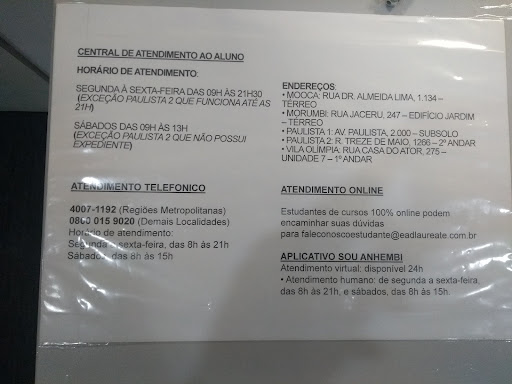 CENTRAL DE ATENDIMENTO AO ALUNO
HORÁRIO DE ATENDIMENTO:
SEGUNDA À SEXTA-FEIRA DAS 09H ÀS 21H30
(EXCEÇÃO PAULISTA 2 QUE FUNCIONA ATÉ AS
21H)
SÁBADOS DAS 09H ÀS 13H
(EXCEÇÃO PAULISTA 2 QUE NÃO POSSUI
EXPEDIENTE)
ENDEREÇOS:
• MOOCA: RUA DR. ALMEIDA LIMA, 1.134 –
TÉRREO
• MORUMBI: RUA JACERU, 247 – EDIFÍCIO JARDIM
– TÉRREO
• PAULISTA 1: AV. PAULISTA, 2.000 – SUBSOLO
• PAULISTA 2: R. TREZE DE MAIO, 1266 – 2º ANDAR
• VILA OLÍMPIA: RUA CASA DO ATOR, 275 –
UNIDADE 7 – 1º ANDAR
ATENDIMENTO TELEFONICO
4007-1192 (Regiões Metropolitanas)
0800 015 9020 (Demais Localidades)
Horário de atendimento:
Segunda a sexta-feira, das 8h às 21h
Sábados, das 8h às 15h
ATENDIMENTO ONLINE
Estudantes de cursos 100% online podem
encaminhar suas dúvidas
para faleconoscoestudante@eadlaureate.com.br
APLICATIVO SOU ANHEMBI
Atendimento virtual: disponível 24h
• Atendimento humano: de segunda a sexta-feira,
das 8h às 21h, e sábados, das 8h às 15h.